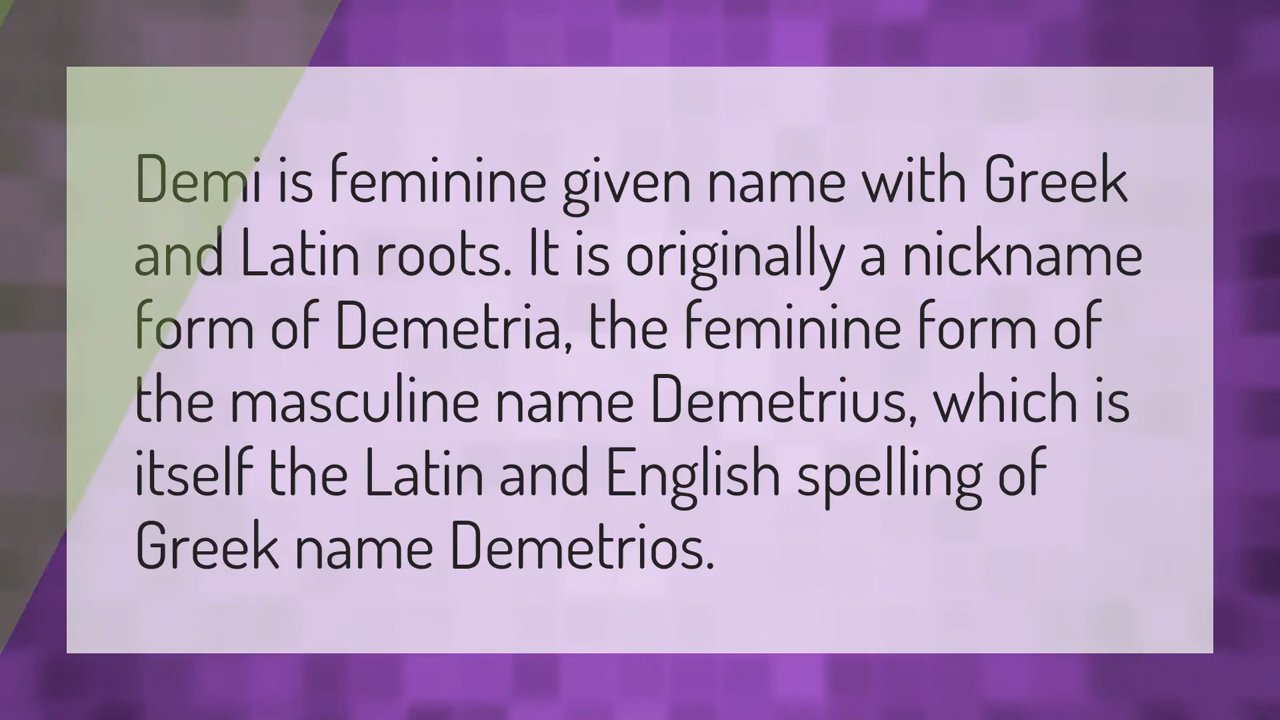 Demi is feminine given name with Greek
and Latin roots. It is originally a nickname
form of Demetria, the feminine form of
the masculine name Demetrius, which is
itself the Latin and English spelling of
Greek name Demetrios.